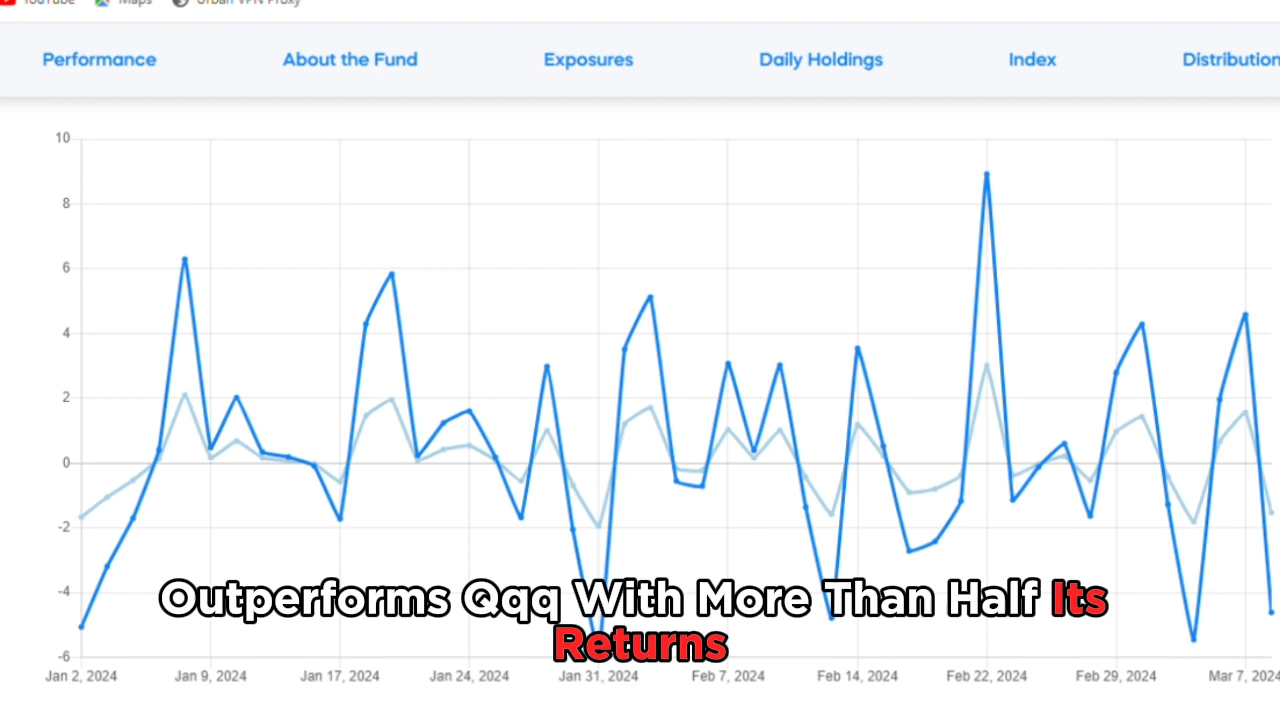 YouTube Maps Urban VPN Proxy
Performance About the Fund Exposures Daily Holdings Index Distribution
10
8
6
4
2
0
-2
-4
-6
Outperforms Qqq With More Than Half Its
Returns
Jan 2, 2024 Jan 9, 2024 Jan 17, 2024 Jan 24, 2024 Jan 31, 2024 Feb 7, 2024 Feb 14, 2024 Feb 22, 2024 Feb 29, 2024 Mar 7, 2024